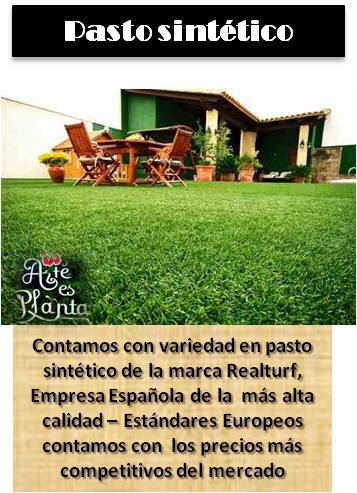 Pasto sintético
Arte
es
Planta
Contamos con variedad en pasto
sintético de la marca Realturf,
Empresa Española de la  más alta
calidad – Estándares Europeos
contamos con  los precios más
competitivos del mercado